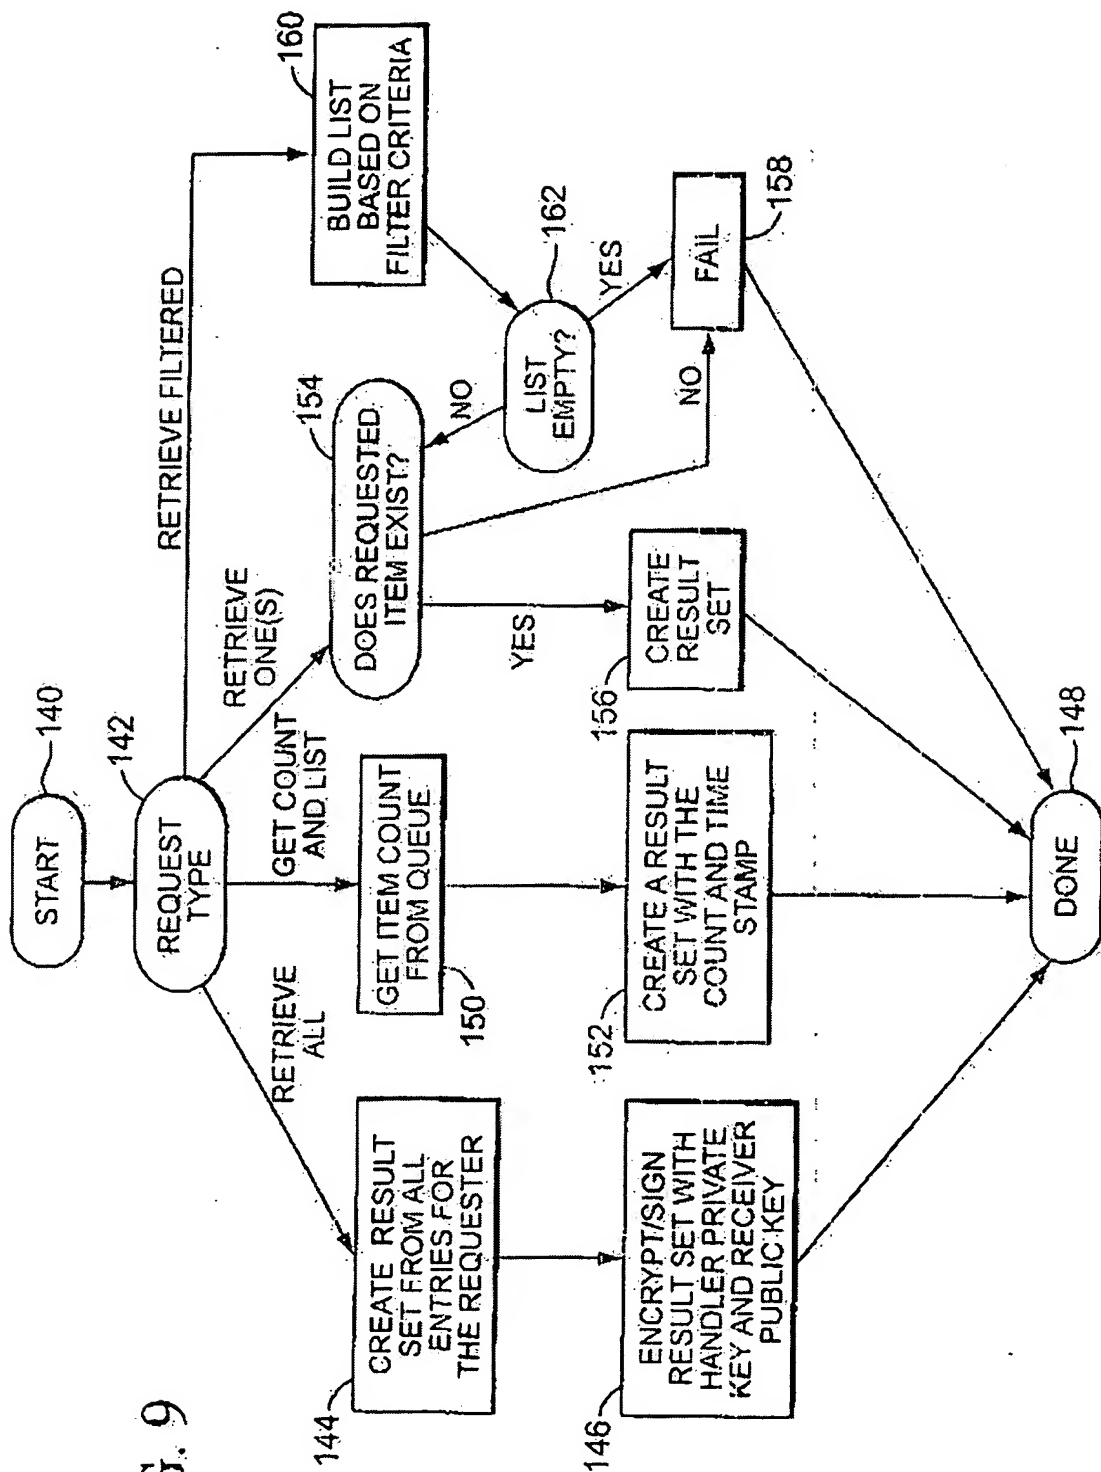 START
140
REQUEST
TYPE
142
RETRIEVE
ALL
GET COUNT
AND LIST
RETRIEVE
ONE(S)
RETRIEVE FILTERED
CREATE RESULT
SET FROM ALL
ENTRIES FOR
THE REQUESTER
144
GET ITEM COUNT
FROM QUEUE
150
DOES REQUESTED
ITEM EXIST?
154
BUILD LIST
BASED ON
FILTER CRITERIA
160
NO
LIST
EMPTY?
162
YES
YES
NO
ENCRYPT/SIGN
RESULT SET WITH
HANDLER PRIVATE
KEY AND RECEIVER
PUBLIC KEY
146
CREATE A RESULT
SET WITH THE
COUNT AND TIME
STAMP
152
CREATE
RESULT
SET
156
FAIL
158
DONE
148
G. 9